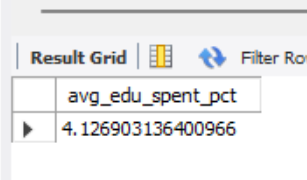 Result Grid Filter Ro
avg_edu_spent_pct
4.126903136400966